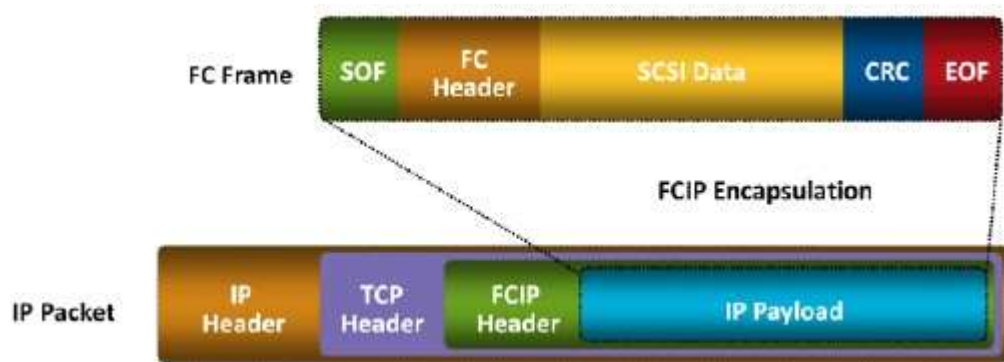 FC Frame
SOF
FC
Header
SCSI Data
CRC
EOF
FCIP Encapsulation
IP Packet
IP
Header
TCP
Header
FCIP
Header
IP Payload